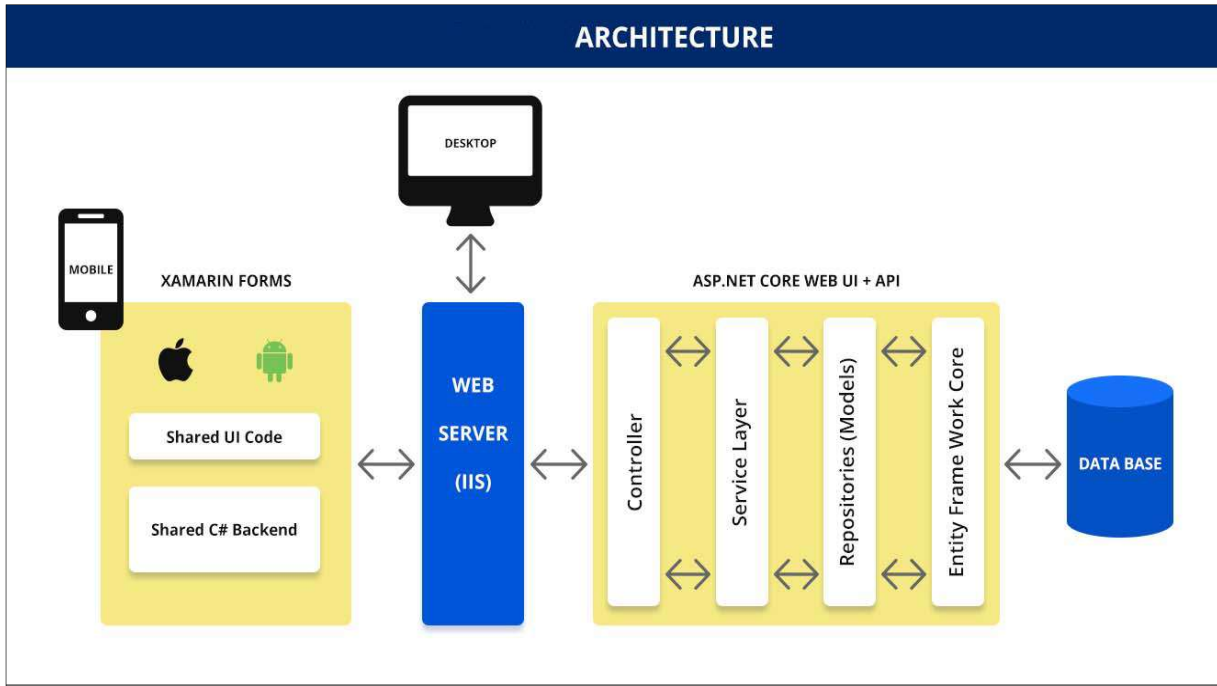 ARCHITECTURE
DESKTOP
MOBILE
XAMARIN FORMS
Shared UI Code
Shared C# Backend
WEB
SERVER
(IIS)
ASP.NET CORE WEB UI + API
Controller
Service Layer
Repositories (Models)
Entity Frame Work Core
DATA BASE